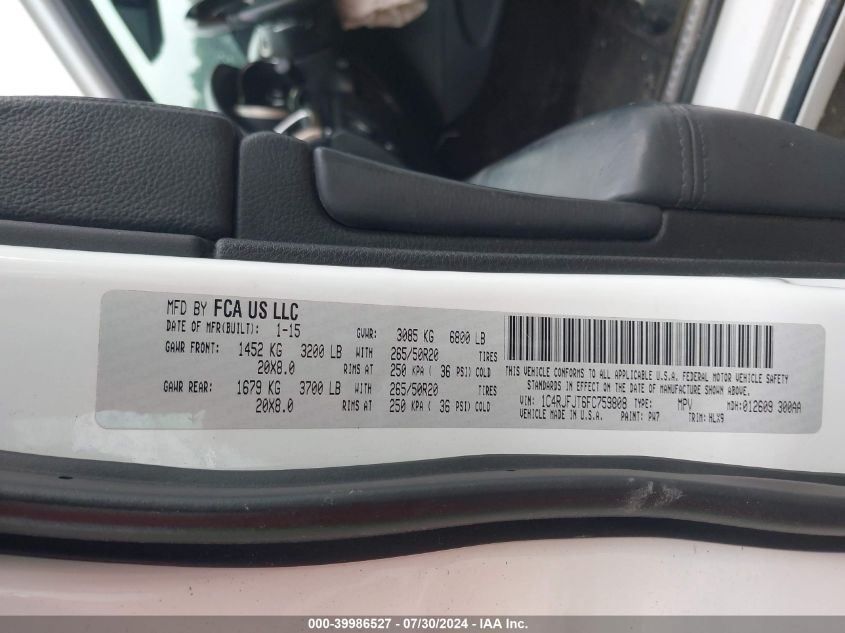 MFD BY FCA US LLC
DATE OF MFR(BUILT): 1-15 GVWR: 3085 KG 6800 LB
GAWR FRONT: 1452 KG 3200 LB WITH 265/50R20 TIRES
20X8.0 RIMS AT 250 KPA ( 36 PSI) COLD
GAWR REAR: 1679 KG 3700 LB WITH 265/50R20 TIRES
20X8.0 RIMS AT 250 KPA ( 36 PSI) COLD
THIS VEHICLE CONFORMS TO ALL APPLICABLE U.S.A. FEDERAL MOTOR VEHICLE SAFETY
STANDARDS IN EFFECT ON THE DATE OF MANUFACTURE SHOWN ABOVE.
VIN: 1C4RJFJT6FC759808 TYPE: MPV MDH: 012609 300AA
VEHICLE MADE IN U.S.A. PAINT: PW7 TRIM: HLX9
000-39986527 - 07/30/2024 - IAA Inc.